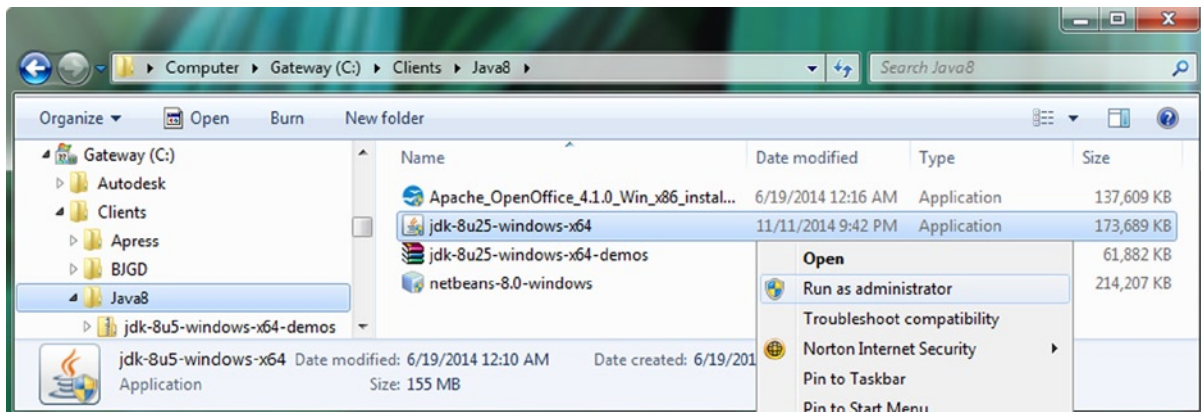 Computer Gateway (C:) Clients Java8 Search Java8
Organize Open Burn New folder
Gateway (C:)
Autodesk
Clients
Apress
BJGD
Java8
jdk-8u5-windows-x64-demos
Name Date modified Type Size
Apache_OpenOffice_4.1.0_Win_x86_instal... 6/19/2014 12:16 AM Application 137,609 KB
jdk-8u25-windows-x64 11/11/2014 9:42 PM Application 173,689 KB
jdk-8u25-windows-x64-demos 61,882 KB
netbeans-8.0-windows 214,207 KB
Open
Run as administrator
Troubleshoot compatibility
Norton Internet Security
Pin to Taskbar
Pin to Start Menu
jdk-8u5-windows-x64 Date modified: 6/19/2014 12:10 AM Date created: 6/19/201
Application Size: 155 MB